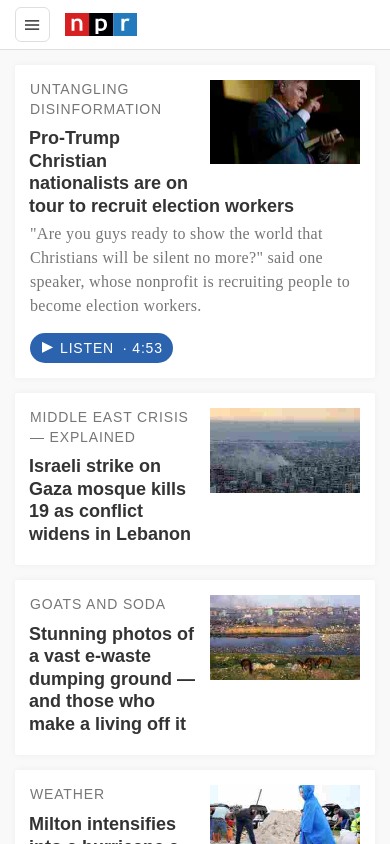 npr
UNTANGLING
DISINFORMATION
Pro-Trump
Christian
nationalists are on
tour to recruit election workers
"Are you guys ready to show the world that
Christians will be silent no more?" said one
speaker, whose nonprofit is recruiting people to
become election workers.
LISTEN · 4:53
MIDDLE EAST CRISIS
— EXPLAINED
Israeli strike on
Gaza mosque kills
19 as conflict
widens in Lebanon
GOATS AND SODA
Stunning photos of
a vast e-waste
dumping ground —
and those who
make a living off it
WEATHER
Milton intensifies
into a hurricane a